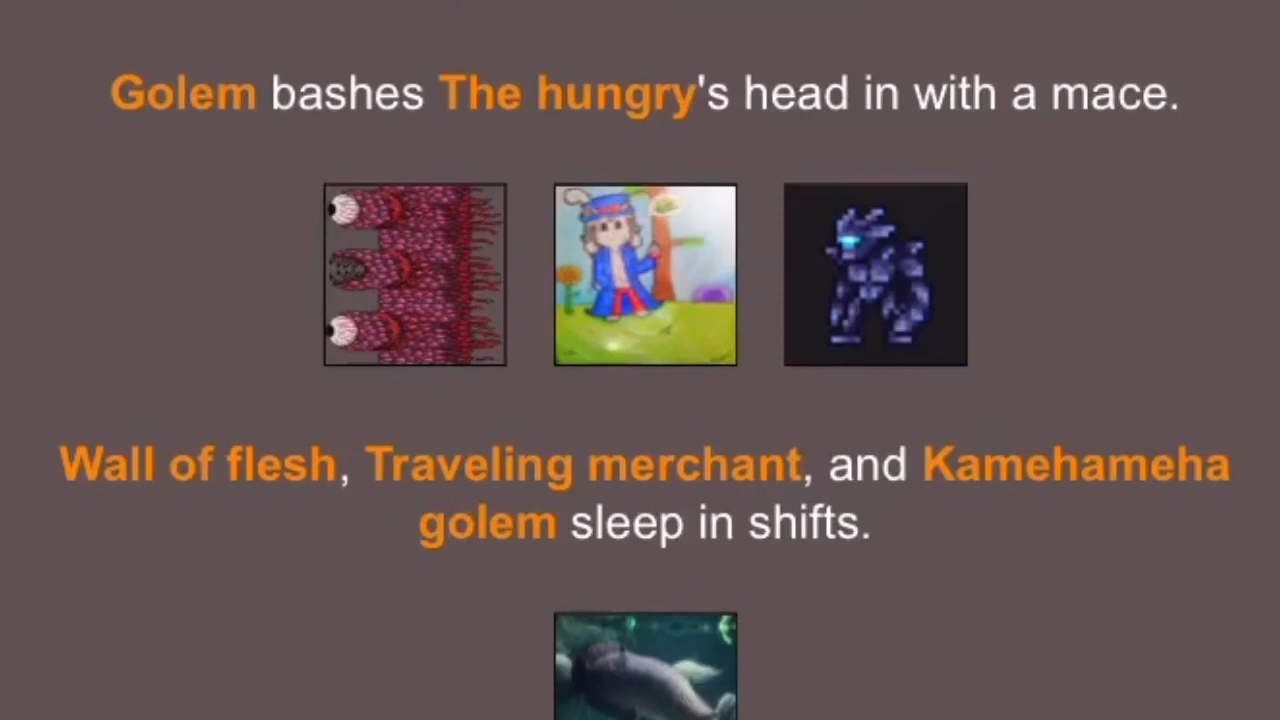 Golem bashes The hungry's head in with a mace.
Wall of flesh, Traveling merchant, and Kamehameha
golem sleep in shifts.